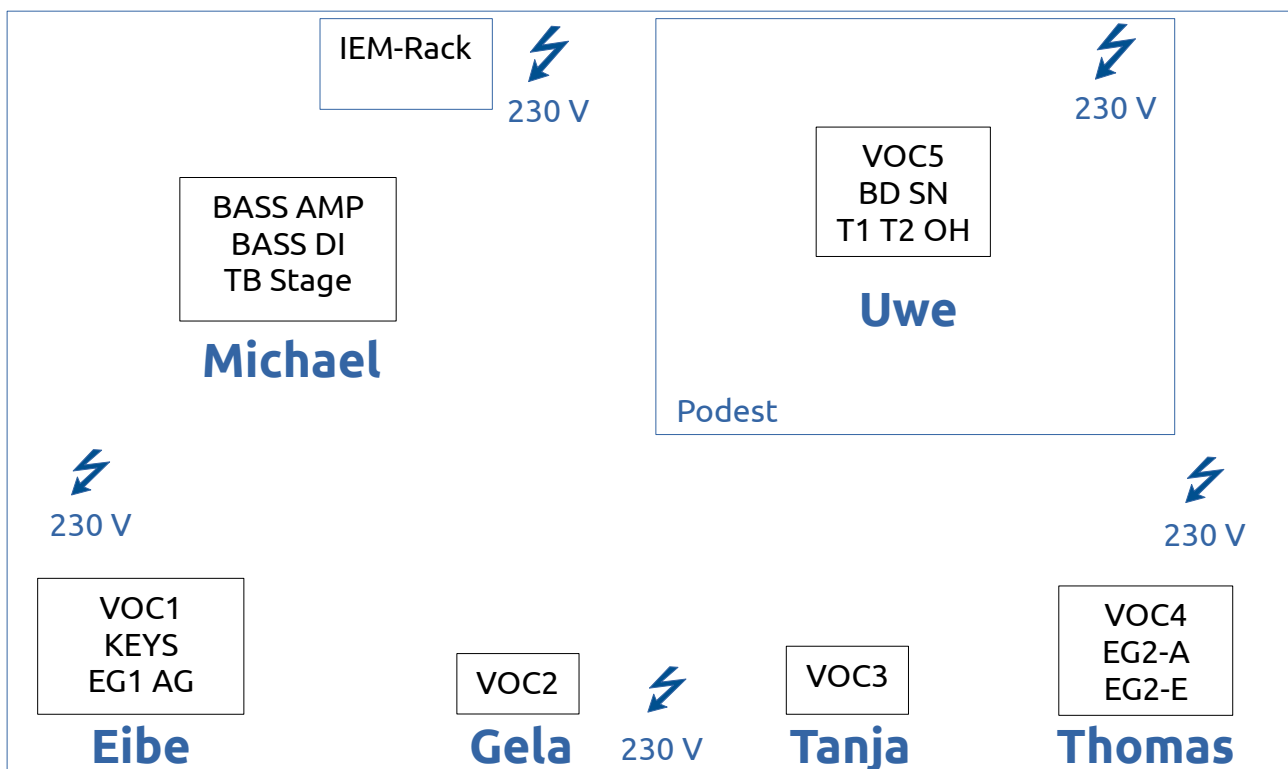 IEM-Rack
230 V
230 V
BASS AMP
BASS DI
TB Stage
Michael
VOC5
BD SN
T1 T2 OH
Uwe
Podest
230 V
230 V
VOC1
KEYS
EG1 AG
Eibe
VOC2
Gela
230 V
VOC3
Tanja
VOC4
EG2-A
EG2-E
Thomas